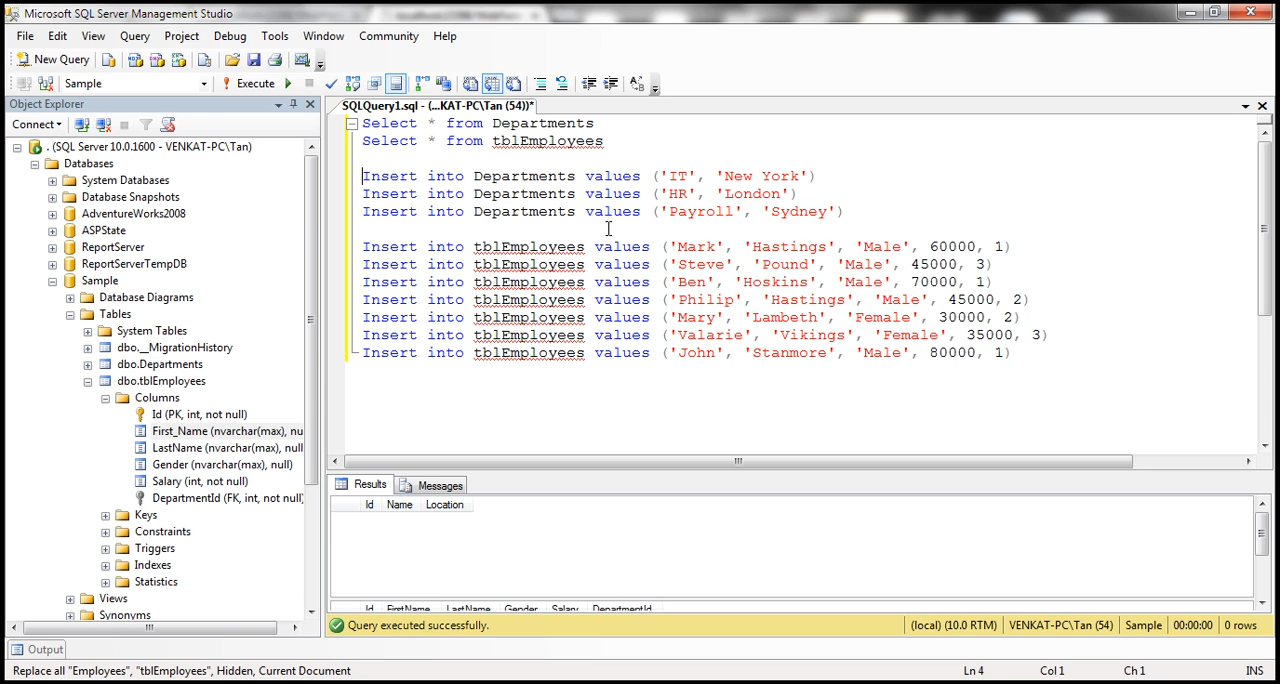 Microsoft SQL Server Management Studio
File Edit View Query Project Debug Tools Window Community Help
New Query
Sample Execute
Object Explorer
SQLQuery1.sql - (...KAT-PC\Tan (54))*
Connect
. (SQL Server 10.0.1600 - VENKAT-PC\Tan)
Databases
System Databases
Database Snapshots
AdventureWorks2008
ASPState
ReportServer
ReportServerTempDB
Sample
Database Diagrams
Tables
System Tables
dbo.__MigrationHistory
dbo.Departments
dbo.tblEmployees
Columns
Id (PK, int, not null)
First_Name (nvarchar(max), nu
LastName (nvarchar(max), null
Gender (nvarchar(max), null)
Salary (int, not null)
DepartmentId (FK, int, not null)
Keys
Constraints
Triggers
Indexes
Statistics
Views
Synonyms
Select * from Departments
Select * from tblEmployees
Insert into Departments values ('IT', 'New York')
Insert into Departments values ('HR', 'London')
Insert into Departments values ('Payroll', 'Sydney')
Insert into tblEmployees values ('Mark', 'Hastings', 'Male', 60000, 1)
Insert into tblEmployees values ('Steve', 'Pound', 'Male', 45000, 3)
Insert into tblEmployees values ('Ben', 'Hoskins', 'Male', 70000, 1)
Insert into tblEmployees values ('Philip', 'Hastings', 'Male', 45000, 2)
Insert into tblEmployees values ('Mary', 'Lambeth', 'Female', 30000, 2)
Insert into tblEmployees values ('Valarie', 'Vikings', 'Female', 35000, 3)
Insert into tblEmployees values ('John', 'Stanmore', 'Male', 80000, 1)
Results Messages
Id Name Location
Id FirstName LastName Gender Salary DepartmentId
Query executed successfully. (local) (10.0 RTM) VENKAT-PC\Tan (54) Sample 00:00:00 0 rows
Output
Replace all "Employees", "tblEmployees", Hidden, Current Document Ln 4 Col 1 Ch 1 INS